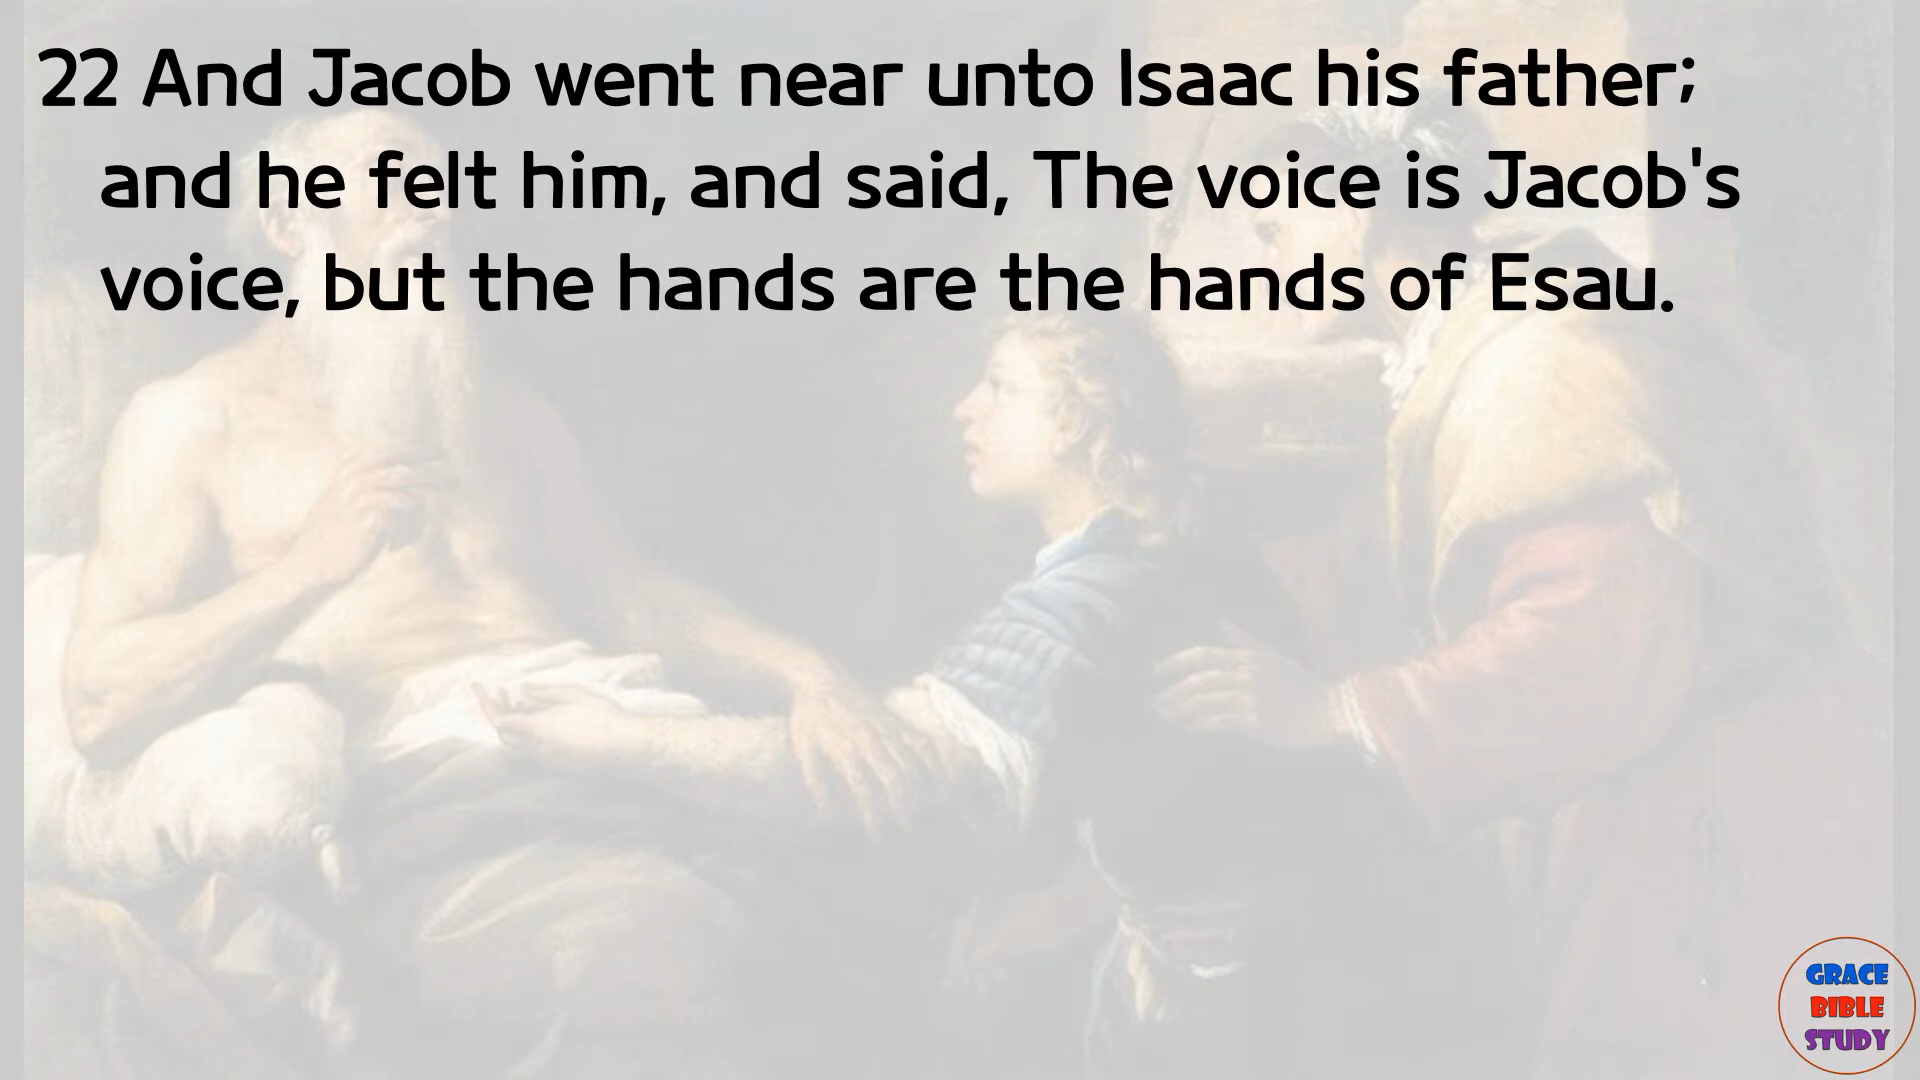 22 And Jacob went near unto Isaac his father;
and he felt him, and said, The voice is Jacob's
voice, but the hands are the hands of Esau.
GRACE
BIBLE
STUDY